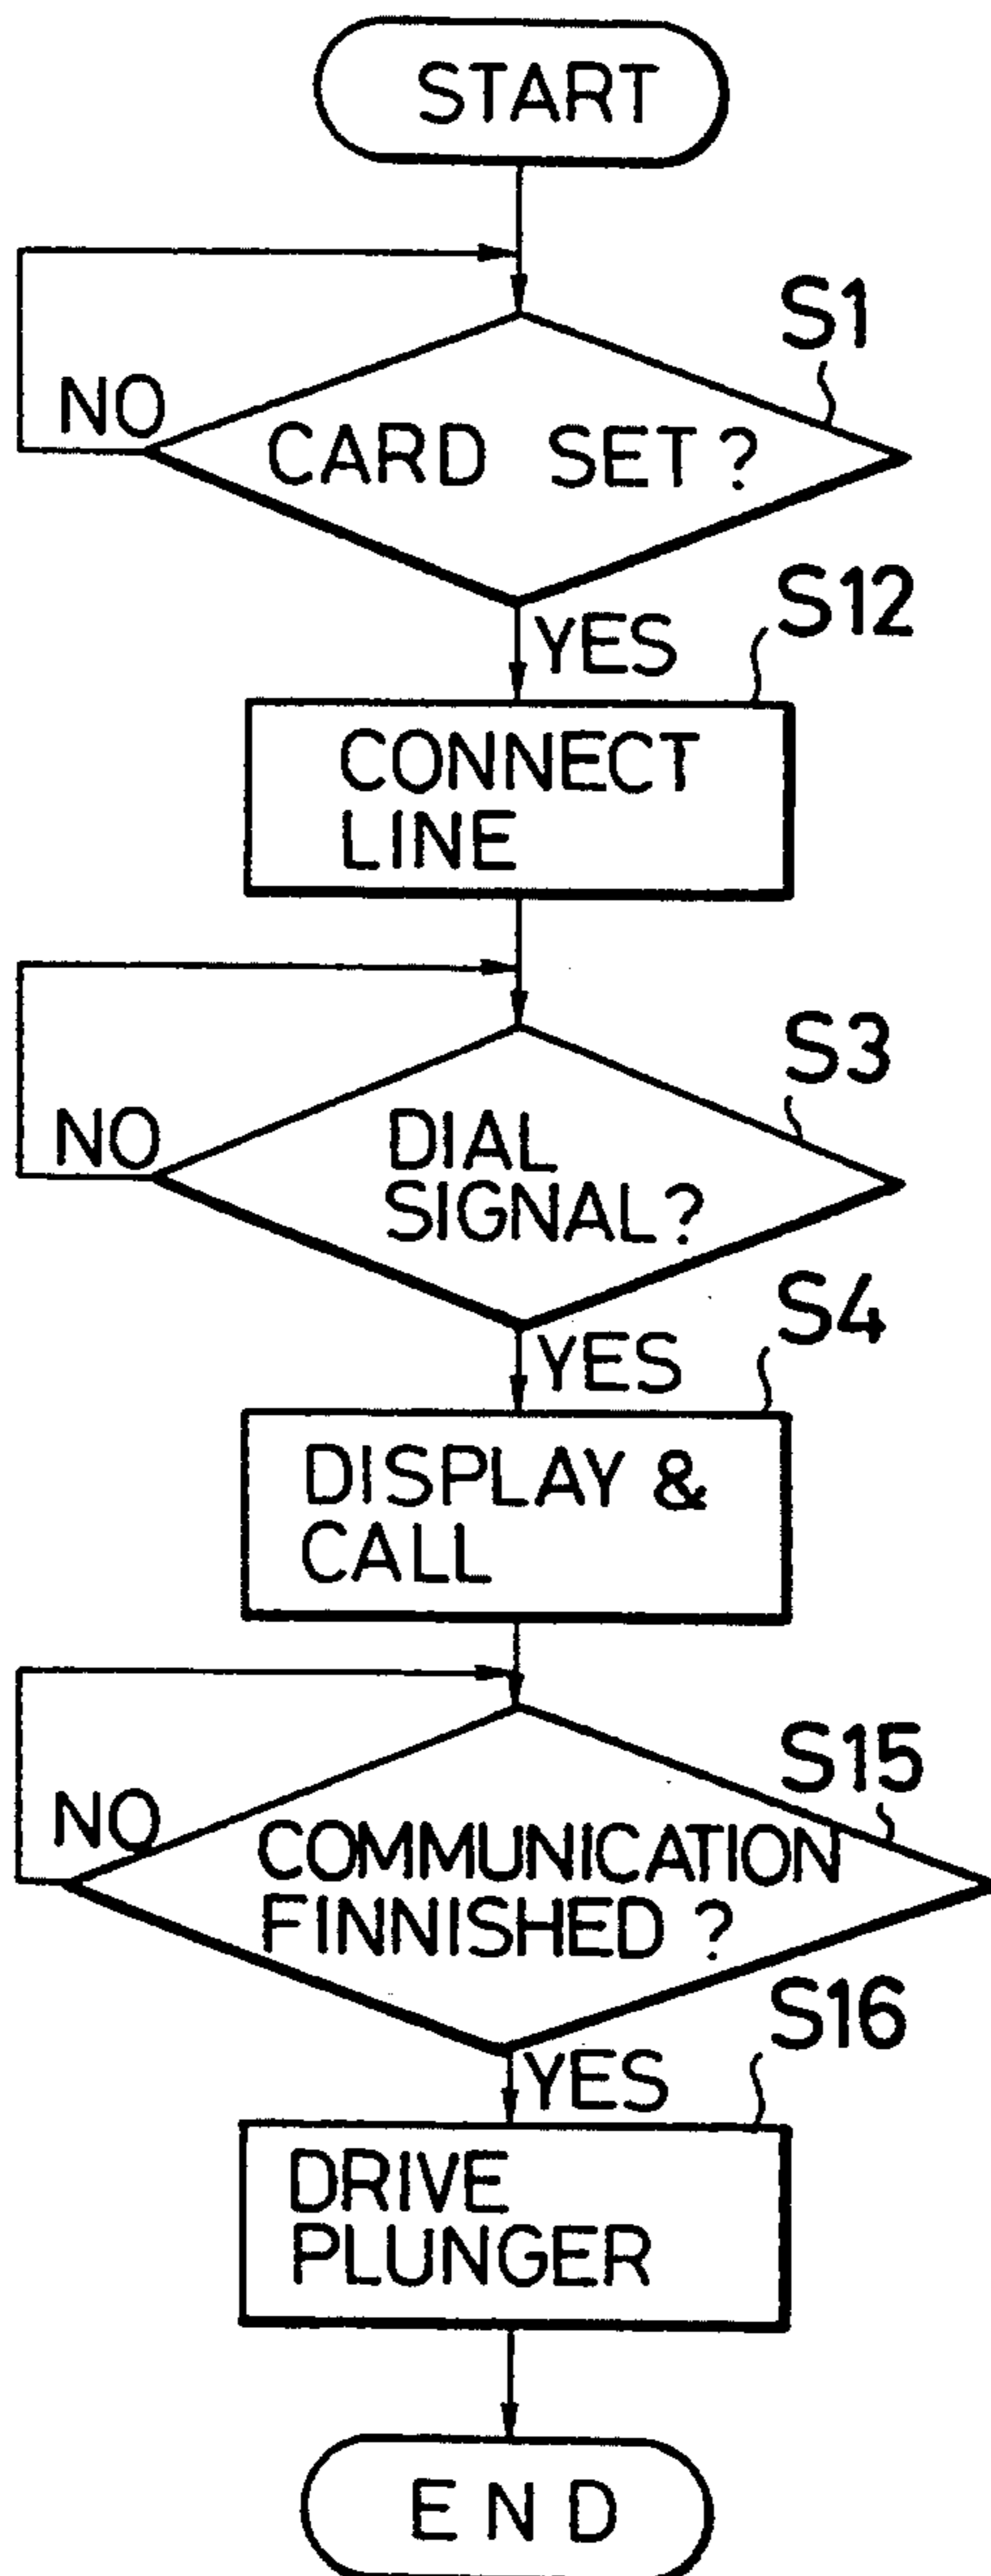 START
S1
NO
CARD SET ?
S12
YES
CONNECT
LINE
S3
NO
DIAL
SIGNAL?
S4
YES
DISPLAY &
CALL
S15
NO
COMMUNICATION
FINNISHED ?
S16
YES
DRIVE
PLUNGER
END